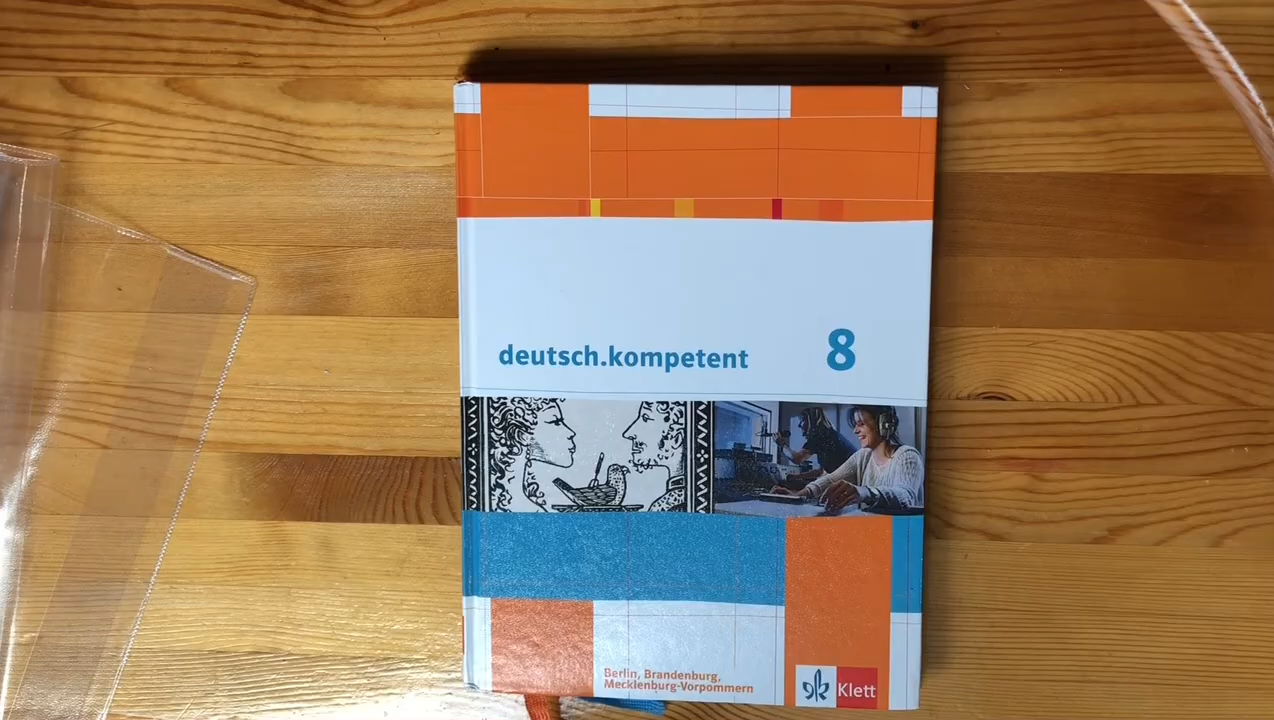 deutsch.kompetent 8
Berlin, Brandenburg,
Mecklenburg-Vorpommern
Klett